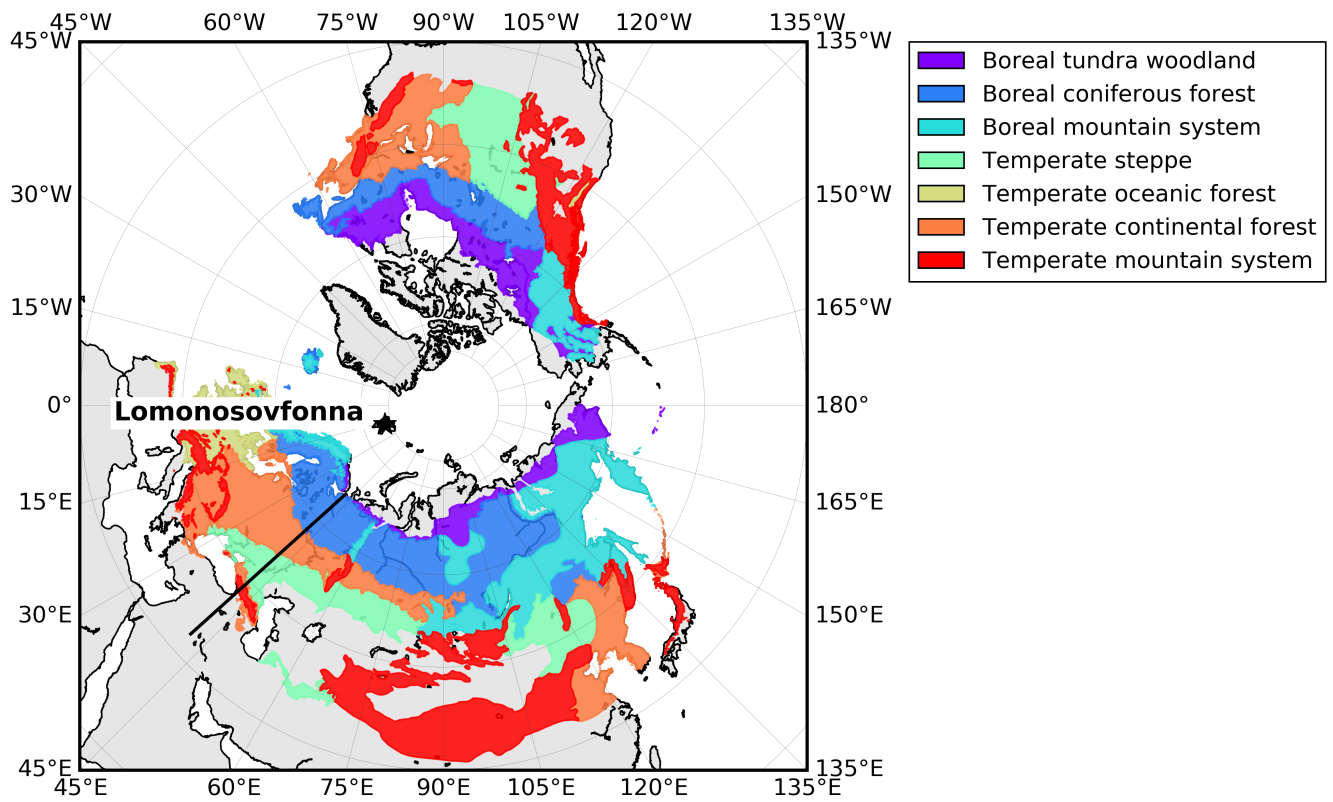 45°W 60°W 75°W 90°W 105°W 120°W 135°W
45°W 135°W
Boreal tundra woodland
Boreal coniferous forest
Boreal mountain system
Temperate steppe
Temperate oceanic forest
Temperate continental forest
Temperate mountain system
30°W 150°W
15°W 165°W
0° 180°
Lomonosovfonna
15°E 165°E
30°E 150°E
45°E 135°E
45°E 60°E 75°E 90°E 105°E 120°E 135°E